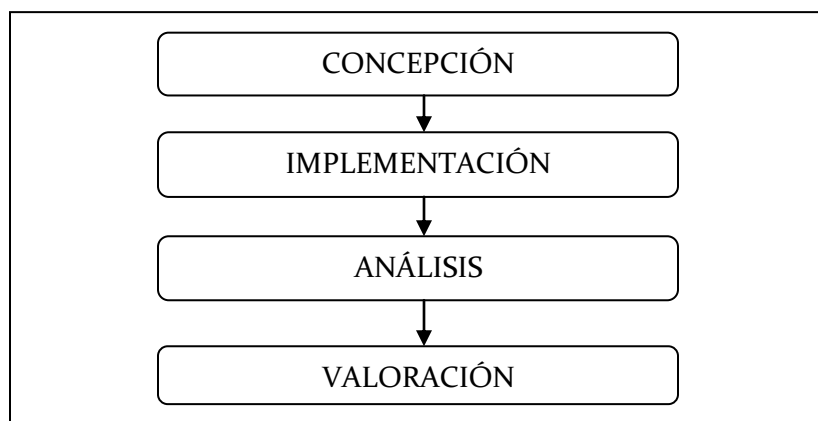 CONCEPCIÓN
IMPLEMENTACIÓN
ANÁLISIS
VALORACIÓN